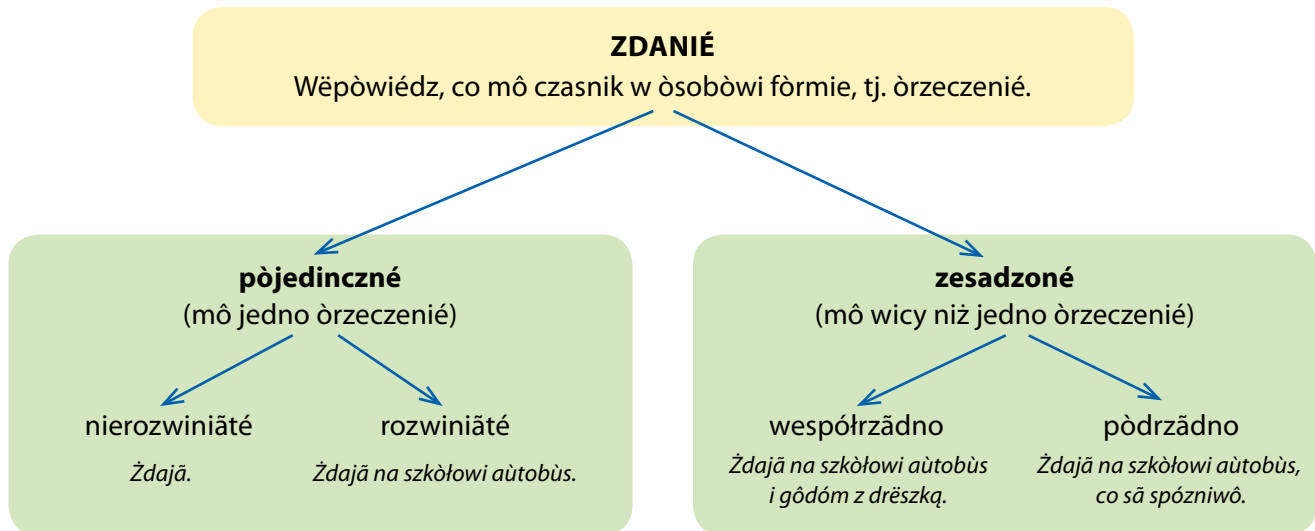 ZDANIÉ
Wëpòwiédz, co mô czasnik w òsobòwi fòrmie, tj. òrzeczenié.
pòjedinczné
(mô jedno òrzeczenié)
nierozwiniãté
Żdajã.
rozwiniãté
Żdajã na szkòłowi aùtobùs.
zesadzoné
(mô wicy niż jedno òrzeczenié)
wespółrzãdno
Żdajã na szkòłowi aùtobùs
i gôdóm z drëszką.
pòdrzãdno
Żdajã na szkòłowi aùtobùs,
co sã spózniwô.